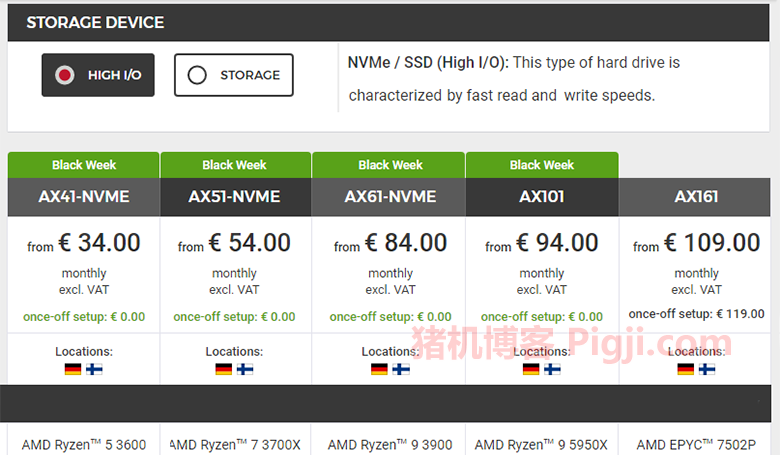 STORAGE DEVICE
HIGH I/O
STORAGE
NVMe / SSD (High I/O): This type of hard drive is
characterized by fast read and write speeds.
Black Week Black Week Black Week Black Week
AX41-NVME AX51-NVME AX61-NVME AX101 AX161
from € 34.00 from € 54.00 from € 84.00 from € 94.00 from € 109.00
monthly monthly monthly monthly monthly
excl. VAT excl. VAT excl. VAT excl. VAT excl. VAT
once-off setup: € 0.00 once-off setup: € 0.00 once-off setup: € 0.00 once-off setup: € 0.00 once-off setup: € 119.00
猪机博客 Pigji.com
Locations: Locations: Locations: Locations: Locations:
AMD Ryzen™ 5 3600 AMD Ryzen™ 7 3700X AMD Ryzen™ 9 3900 AMD Ryzen™ 9 5950X AMD EPYC™ 7502P